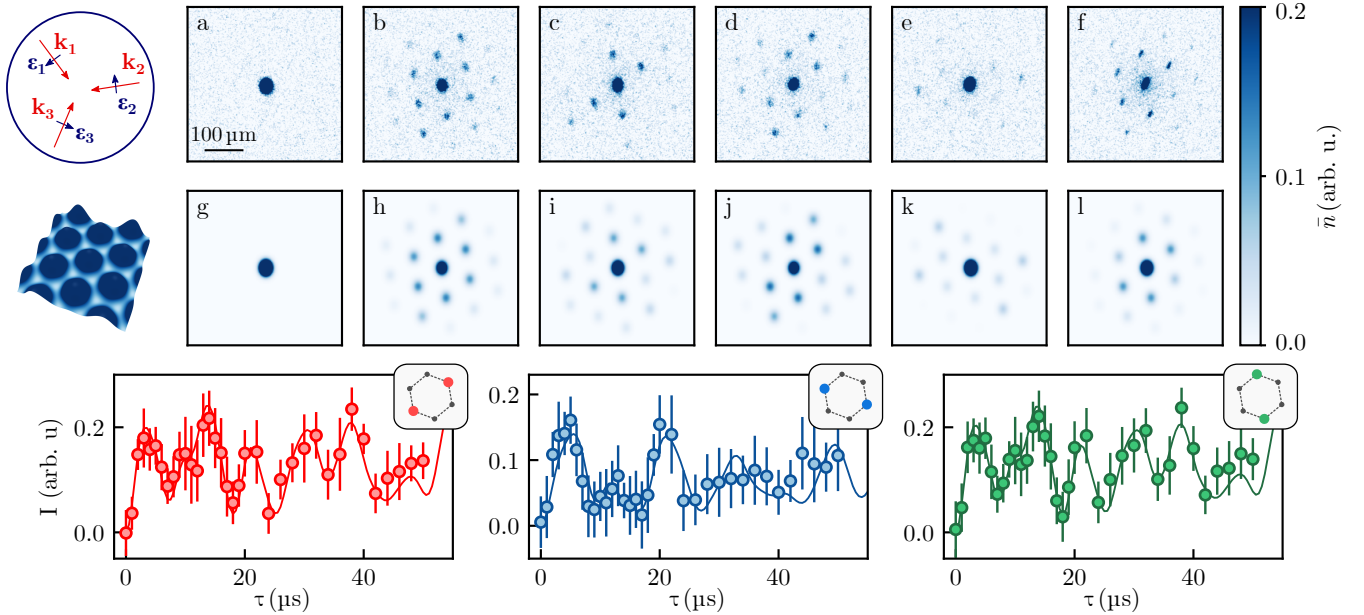 k₁
ε₁
k₂
ε₂
k₃
ε₃
a
100 µm
b
c
d
e
f
g
h
i
j
k
l
0.2
0.1
0.0
n̄ (arb. u.)
0.2
0.0
I (arb. u)
0
20
40
τ (µs)
0.2
0.1
0.0
0
20
40
τ (µs)
0.2
0.0
0
20
40
τ (µs)